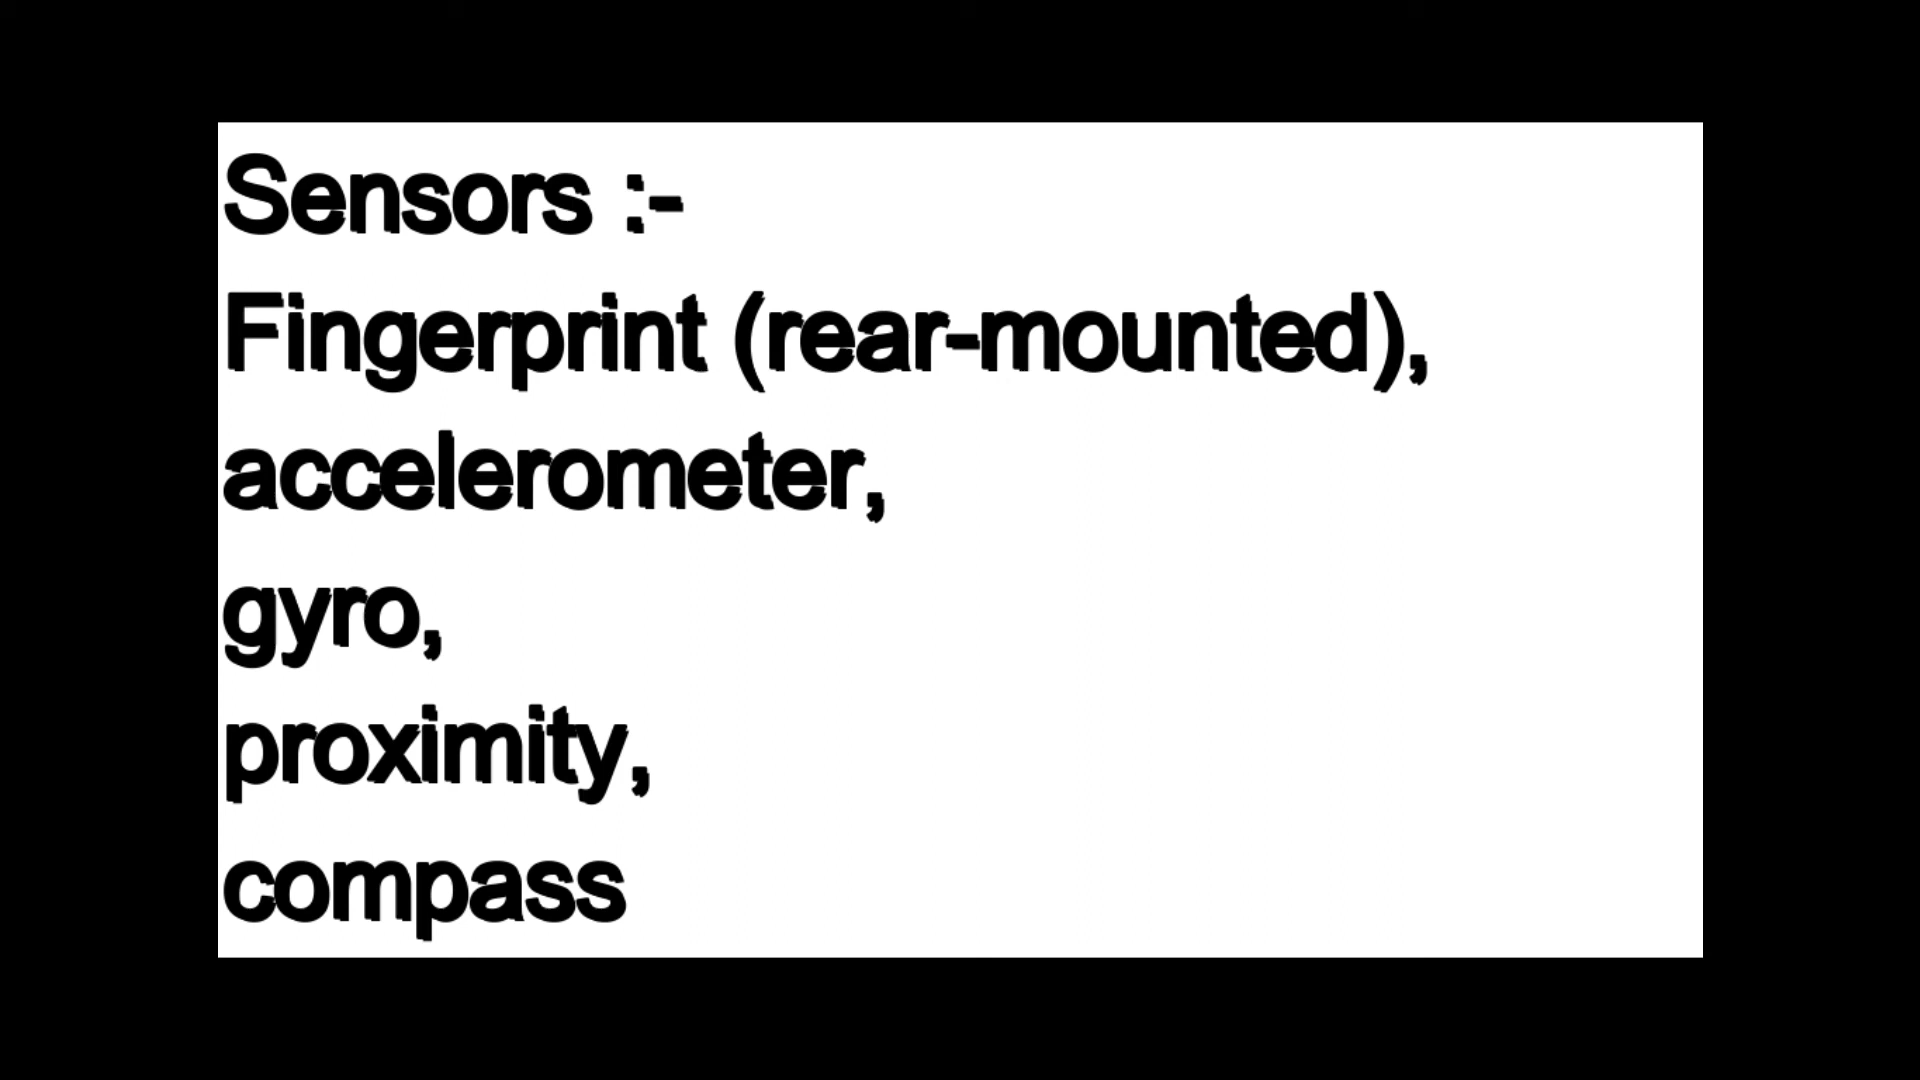 Sensors :-
Fingerprint (rear-mounted),
accelerometer,
gyro,
proximity,
compass